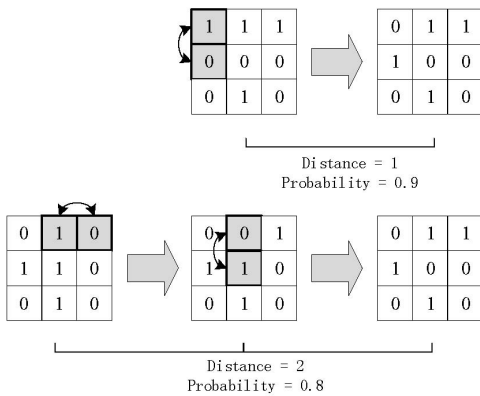 1 1 1
0 0 0
0 1 0
0 1 1
1 0 0
0 1 0
Distance = 1
Probability = 0.9
0 1 0
1 1 0
0 1 0
0 0 1
1 1 0
0 1 0
0 1 1
1 0 0
0 1 0
Distance = 2
Probability = 0.8